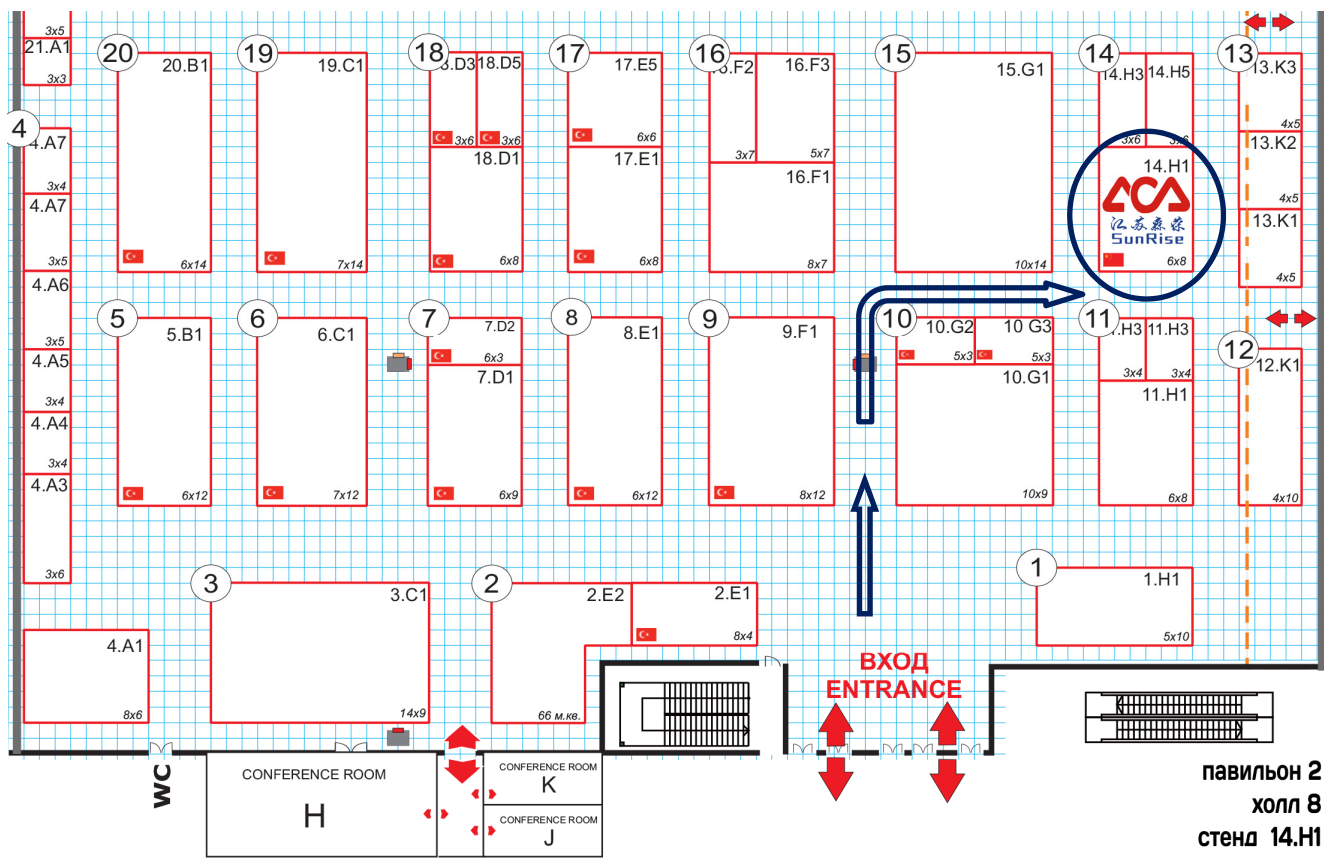 3x5
21.A1
3x3
20
20.B1
6x14
19
19.C1
7x14
18
.D3
18.D5
3x6
3x6
18.D1
6x8
17
17.E5
6x6
17.E1
6x8
16
.F2
16.F3
3x7
5x7
16.F1
8x7
15
15.G1
10x14
14
14.H3
14.H5
3x6
3x6
14.H1
江苏森荣
SunRise
6x8
13
13.K3
4x5
13.K2
4x5
13.K1
4x5
4
4.A7
3x4
4.A7
3x5
4.A6
3x5
4.A5
3x4
4.A4
3x4
4.A3
3x6
5
5.B1
6x12
6
6.C1
7x12
7
7.D2
6x3
7.D1
6x9
8
8.E1
6x12
9
9.F1
8x12
10
10.G2
10 G3
5x3
5x3
10.G1
10x9
11
.H3
11.H3
3x4
3x4
11.H1
6x8
12
12.K1
4x10
4.A1
8x6
3
3.C1
14x9
2
2.E2
66 м.кв.
2.E1
8x4
1
1.H1
5x10
ВХОД
ENTRANCE
WC
CONFERENCE ROOM
H
CONFERENCE ROOM
K
CONFERENCE ROOM
J
павильон 2
холл 8
стенд 14.H1